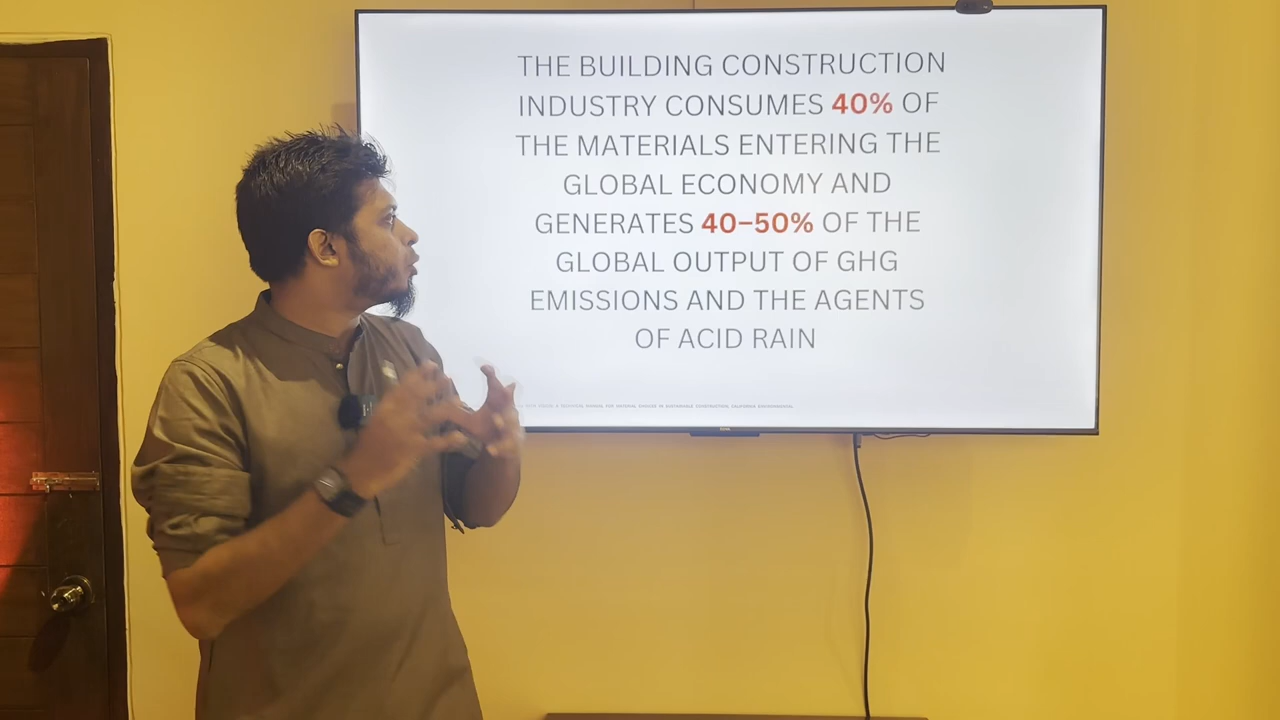 THE BUILDING CONSTRUCTION
INDUSTRY CONSUMES 40% OF
THE MATERIALS ENTERING THE
GLOBAL ECONOMY AND
GENERATES 40–50% OF THE
GLOBAL OUTPUT OF GHG
EMISSIONS AND THE AGENTS
OF ACID RAIN